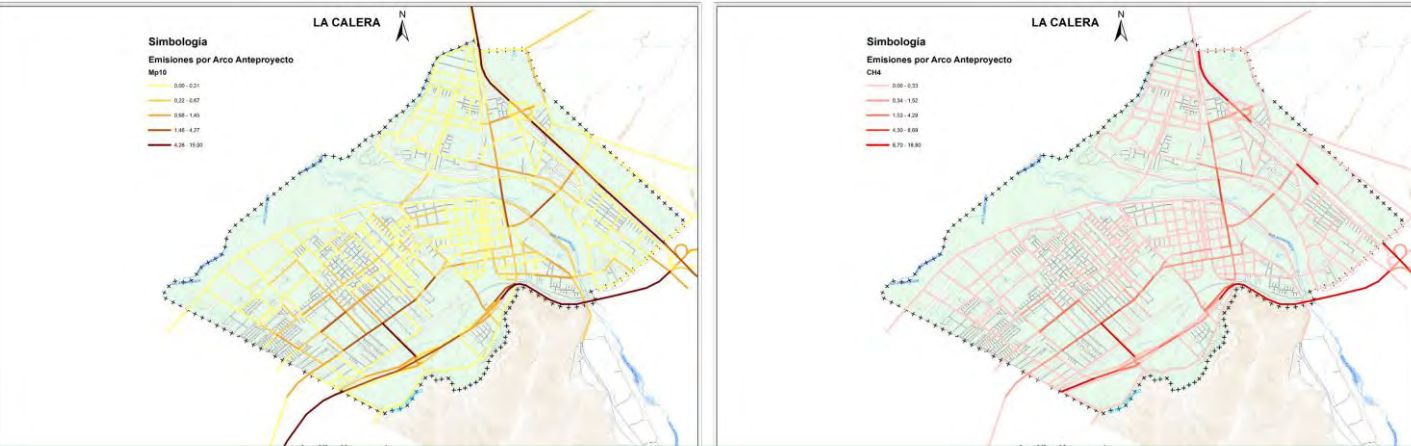 LA CALERA
N
Simbología
Emisiones por Arco Anteproyecto
Mp10
0,00 - 0,21
0,22 - 0,67
0,68 - 1,45
1,46 - 4,27
4,28 - 15,00
LA CALERA
N
Simbología
Emisiones por Arco Anteproyecto
CH4
0,00 - 0,33
0,34 - 1,52
1,53 - 4,29
4,30 - 8,69
8,70 - 18,80